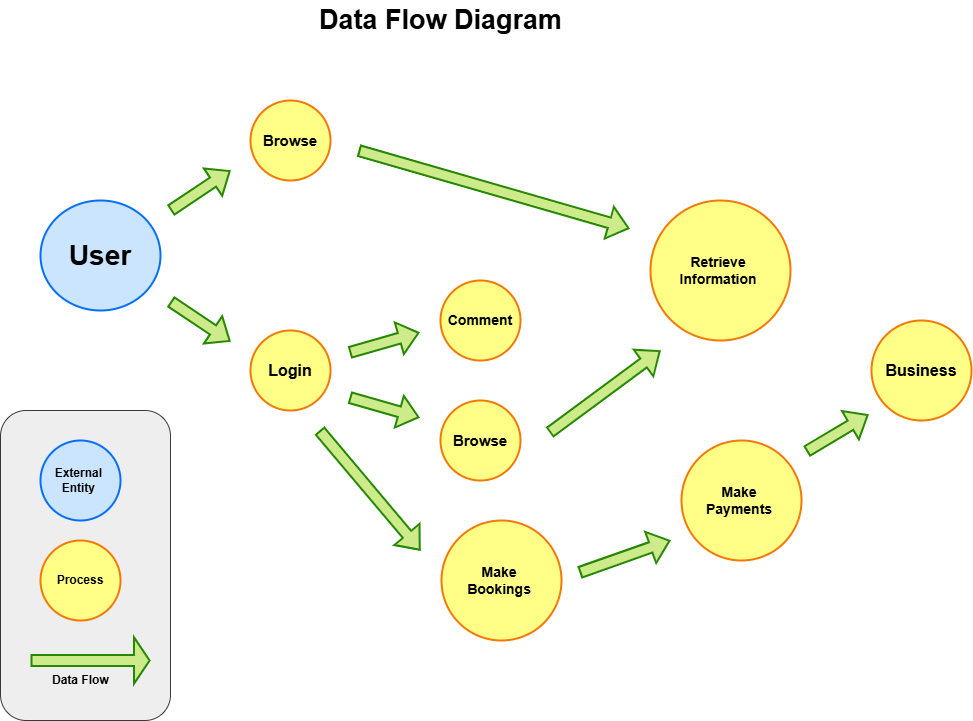 Data Flow Diagram
Browse
User
Retrieve
Information
Comment
Login
Business
Browse
External
Entity
Make
Payments
Process
Make
Bookings
Data Flow